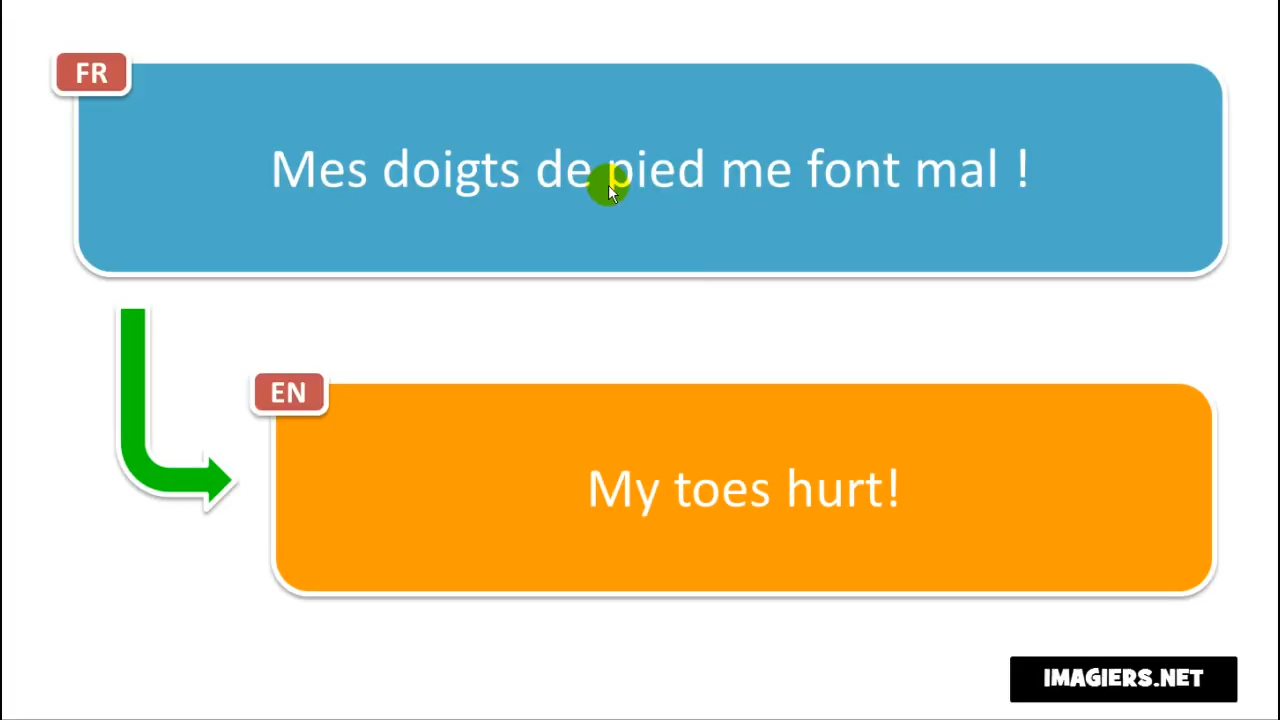 FR
Mes doigts de pied me font mal !
EN
My toes hurt!
IMAGIERS.NET